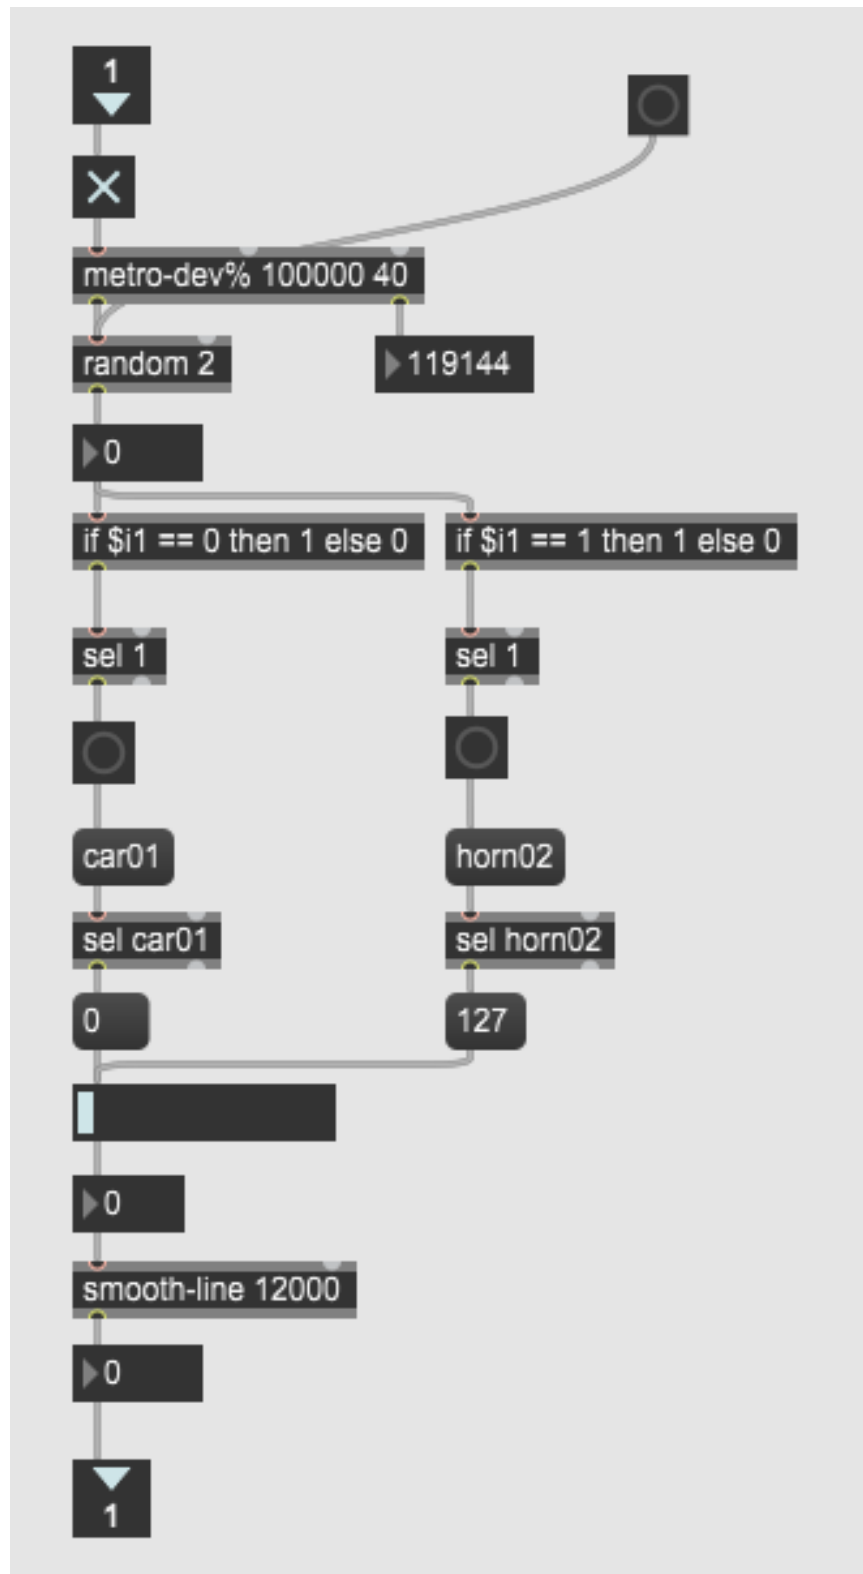 1
metro-dev% 100000 40
random 2
119144
0
if $i1 == 0 then 1 else 0
if $i1 == 1 then 1 else 0
sel 1
sel 1
car01
horn02
sel car01
sel horn02
0
127
0
smooth-line 12000
0
1